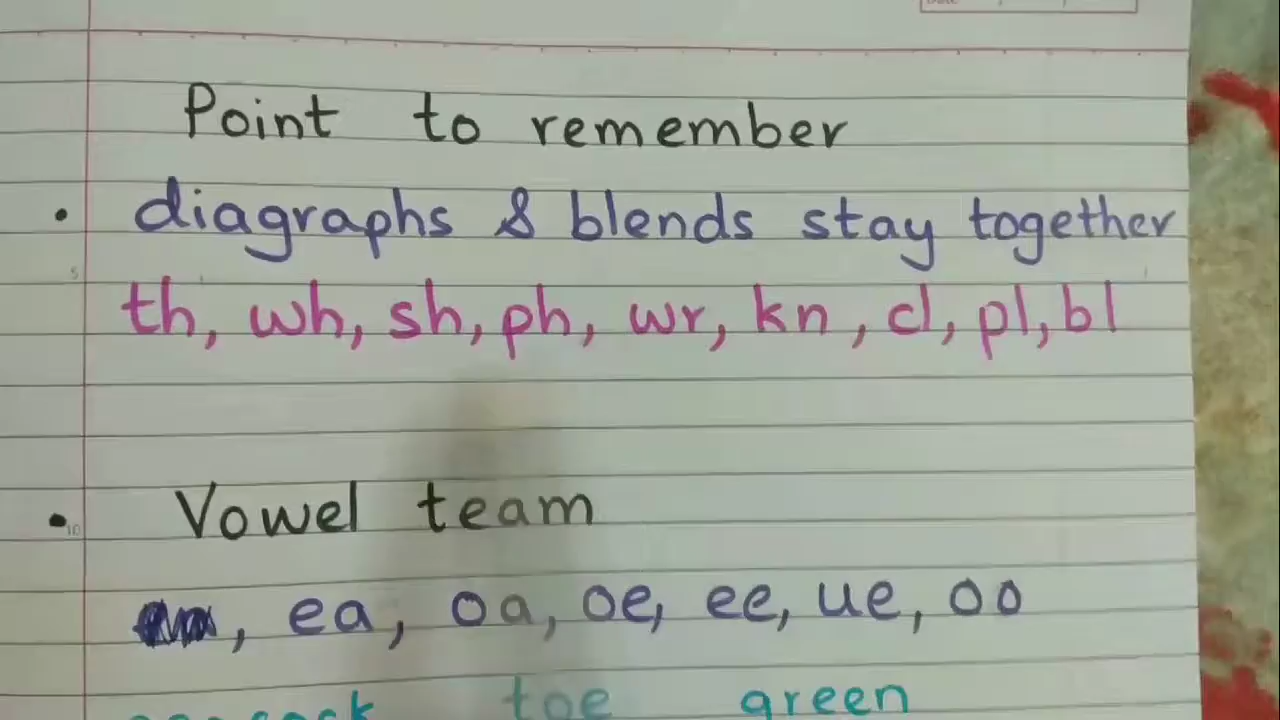 Point to remember
• diagraphs & blends stay together
th, wh, sh, ph, wr, kn, cl, pl, bl
• Vowel team
, ea, oa, oe, ee, ue, oo
toe green